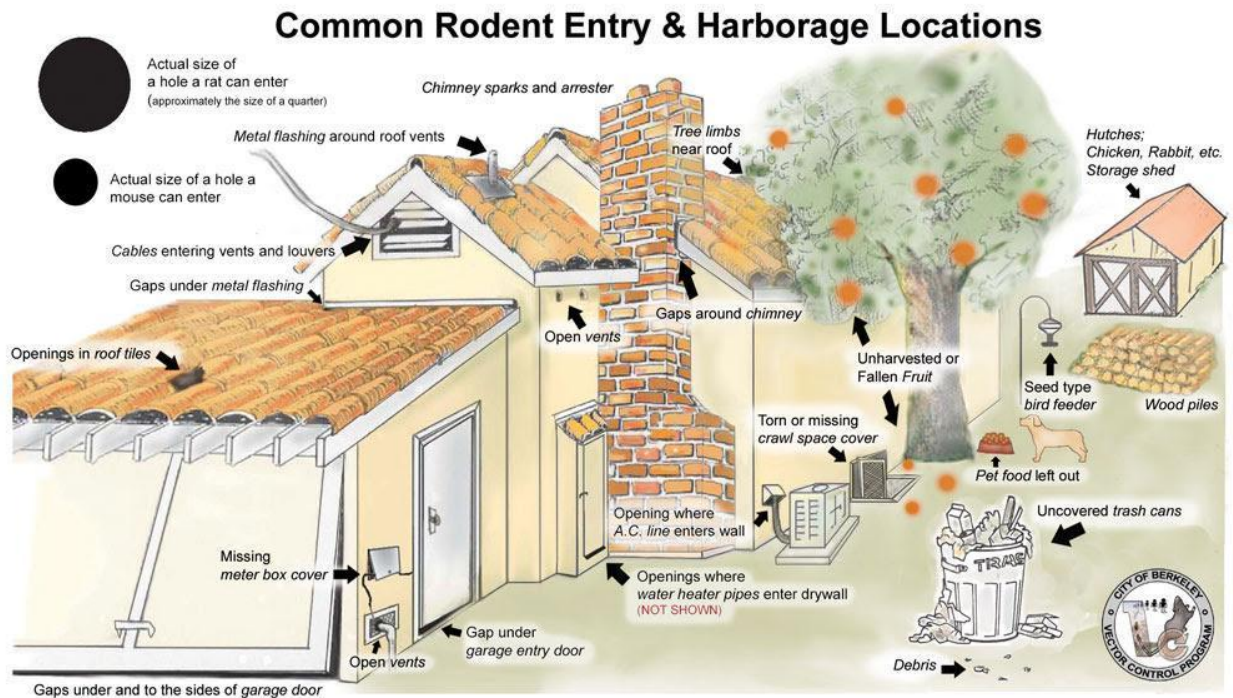 Common Rodent Entry & Harborage Locations
Actual size of
a hole a rat can enter
(approximately the size of a quarter)
Actual size of a hole a
mouse can enter
Chimney sparks and arrester
Metal flashing around roof vents
Tree limbs
near roof
Hutches;
Chicken, Rabbit, etc.
Storage shed
Cables entering vents and louvers
Gaps under metal flashing
Gaps around chimney
Open vents
Openings in roof tiles
Unharvested or
Fallen Fruit
Seed type
bird feeder
Wood piles
Torn or missing
crawl space cover
Pet food left out
Opening where
A.C. line enters wall
Uncovered trash cans
TRASH
Missing
meter box cover
Openings where
water heater pipes enter drywall
(NOT SHOWN)
Gap under
garage entry door
Open vents
Debris
Gaps under and to the sides of garage door
CITY OF BERKELEY
VECTOR CONTROL PROGRAM